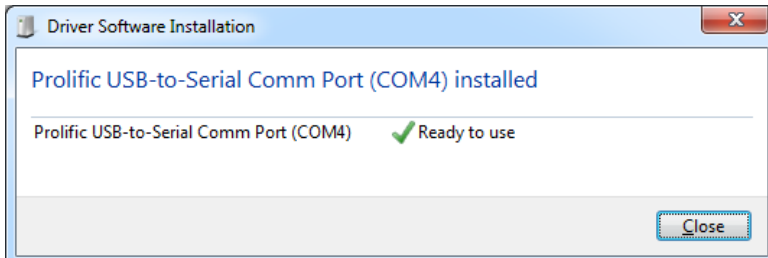 Driver Software Installation
Prolific USB-to-Serial Comm Port (COM4) installed
Prolific USB-to-Serial Comm Port (COM4) Ready to use
Close